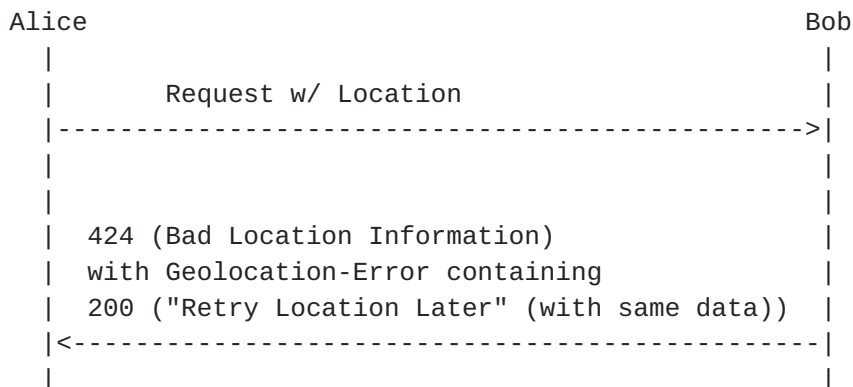 Alice Bob
Request w/ Location
424 (Bad Location Information)
with Geolocation-Error containing
200 ("Retry Location Later" (with same data))